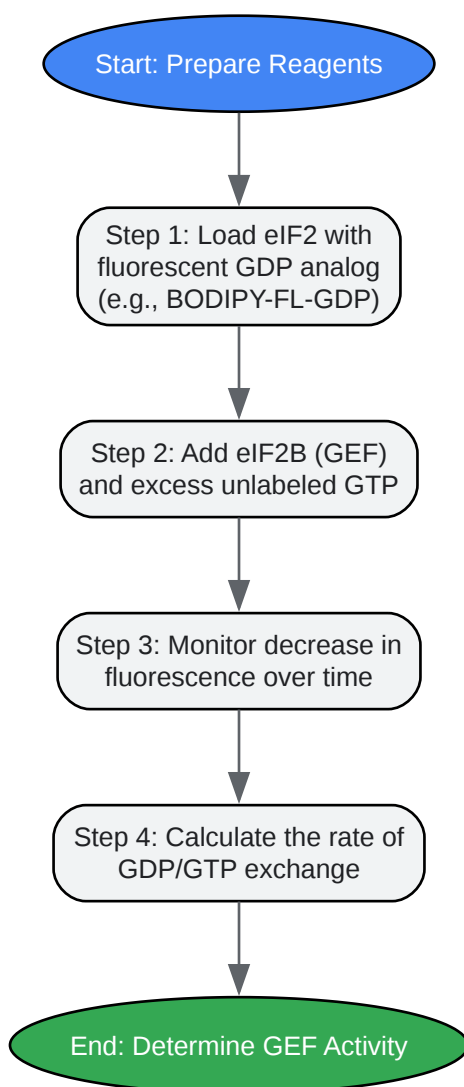 Start: Prepare Reagents
Step 1: Load eIF2 with
fluorescent GDP analog
(e.g., BODIPY-FL-GDP)
Step 2: Add eIF2B (GEF)
and excess unlabeled GTP
Step 3: Monitor decrease in
fluorescence over time
Step 4: Calculate the rate of
GDP/GTP exchange
End: Determine GEF Activity